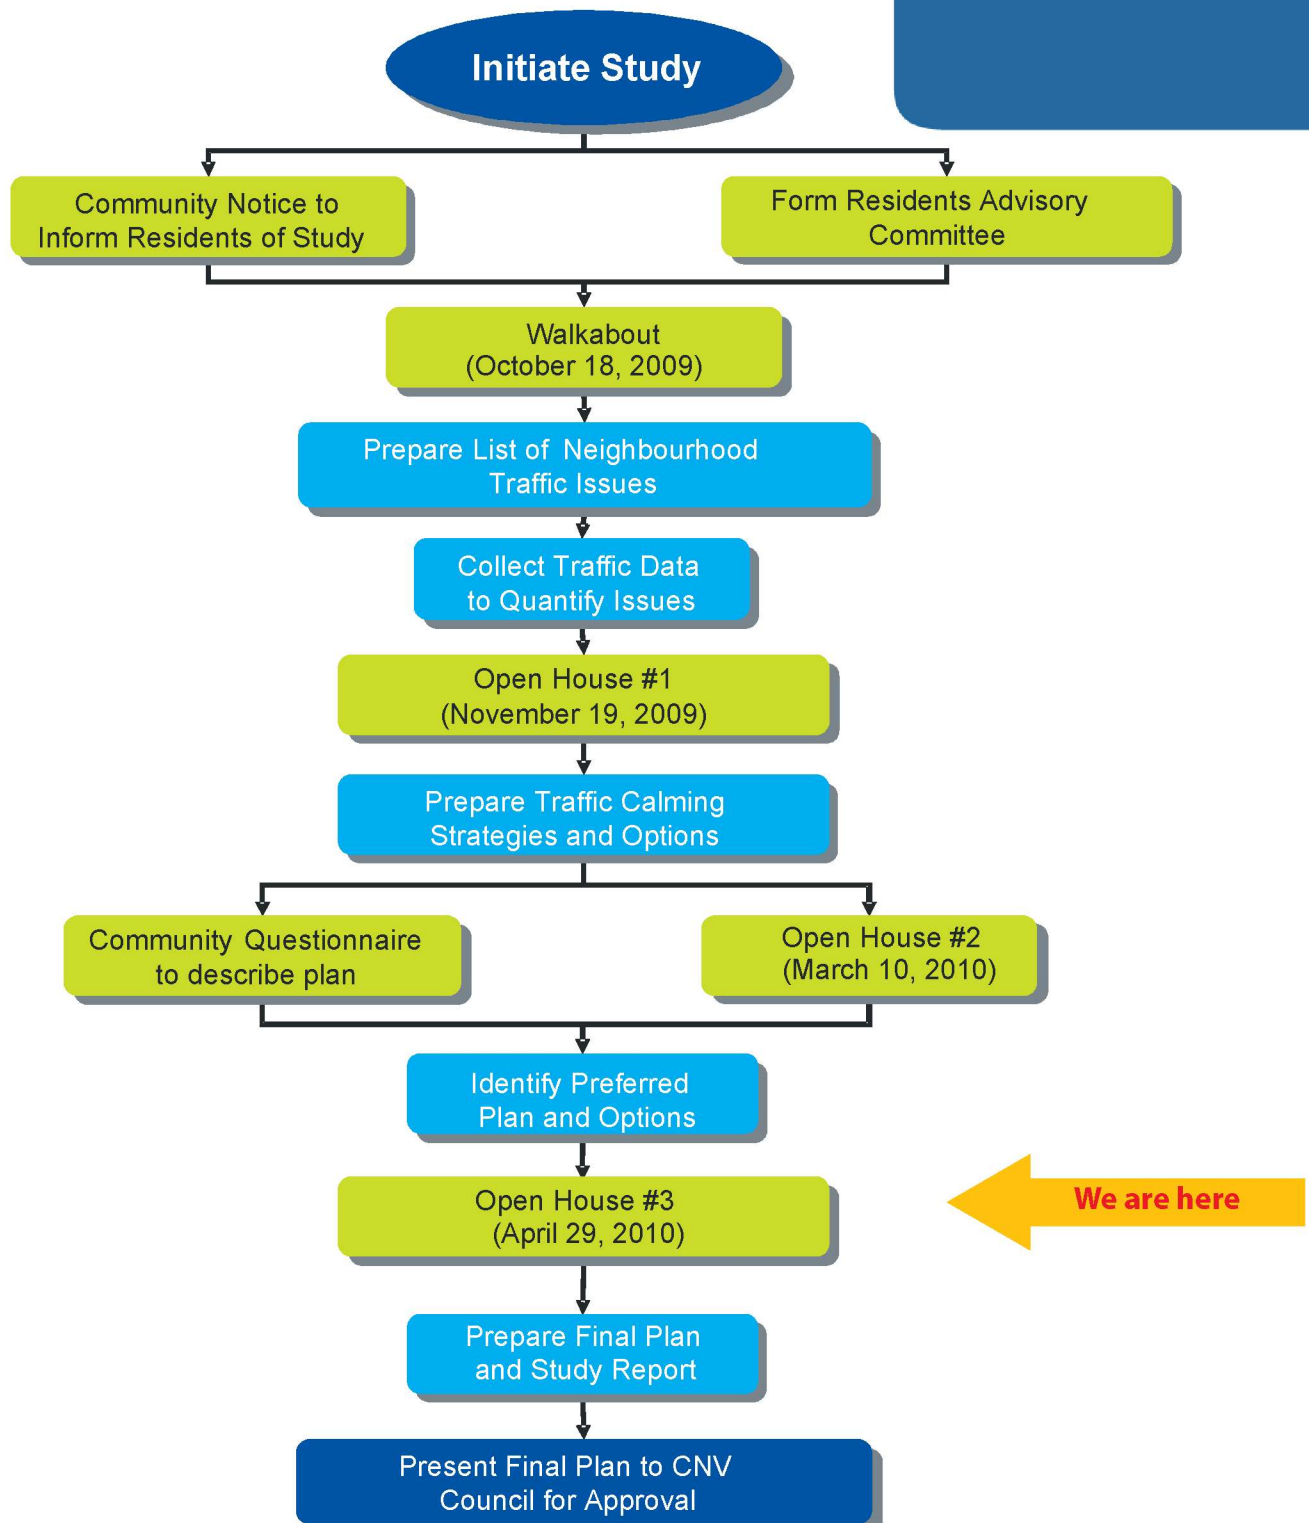 Initiate Study
Community Notice to
Inform Residents of Study
Form Residents Advisory
Committee
Walkabout
(October 18, 2009)
Prepare List of Neighbourhood
Traffic Issues
Collect Traffic Data
to Quantify Issues
Open House #1
(November 19, 2009)
Prepare Traffic Calming
Strategies and Options
Community Questionnaire
to describe plan
Open House #2
(March 10, 2010)
Identify Preferred
Plan and Options
Open House #3
(April 29, 2010)
We are here
Prepare Final Plan
and Study Report
Present Final Plan to CNV
Council for Approval